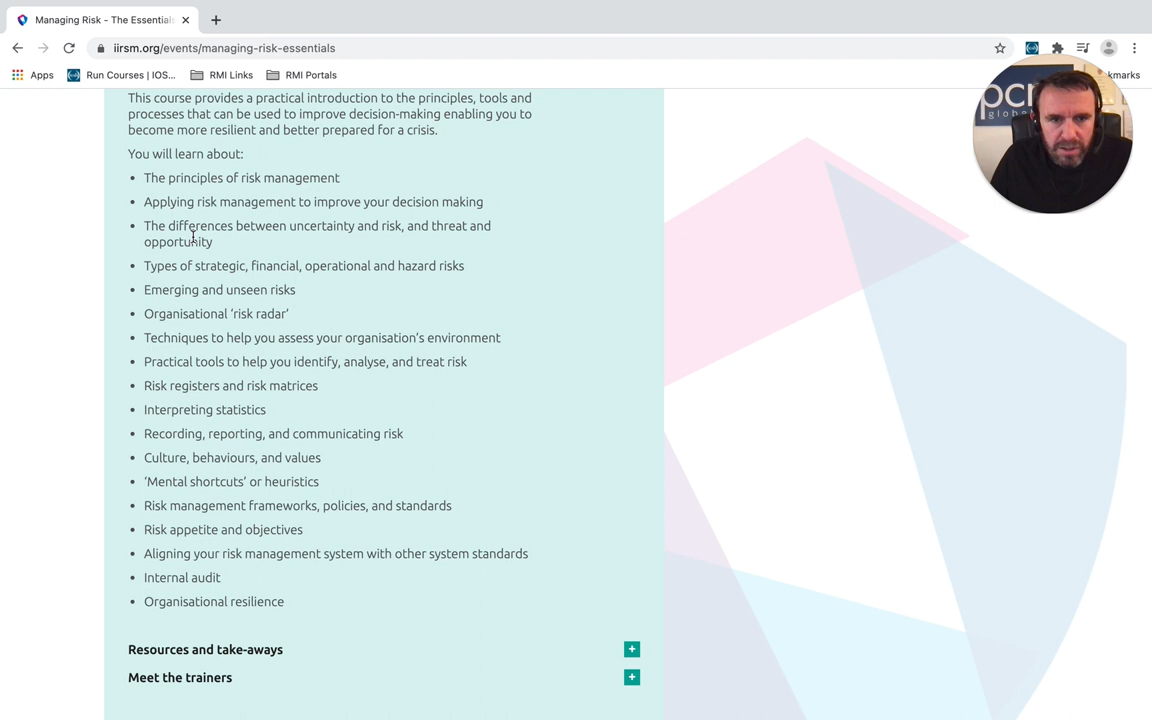 Managing Risk - The Essentials
iirsm.org/events/managing-risk-essentials
Apps
Run Courses | IOS...
RMI Links
RMI Portals
kmarks
pcm
globa
This course provides a practical introduction to the principles, tools and
processes that can be used to improve decision-making enabling you to
become more resilient and better prepared for a crisis.
You will learn about:
• The principles of risk management
• Applying risk management to improve your decision making
• The differences between uncertainty and risk, and threat and
opportunity
• Types of strategic, financial, operational and hazard risks
• Emerging and unseen risks
• Organisational ‘risk radar’
• Techniques to help you assess your organisation’s environment
• Practical tools to help you identify, analyse, and treat risk
• Risk registers and risk matrices
• Interpreting statistics
• Recording, reporting, and communicating risk
• Culture, behaviours, and values
• ‘Mental shortcuts’ or heuristics
• Risk management frameworks, policies, and standards
• Risk appetite and objectives
• Aligning your risk management system with other system standards
• Internal audit
• Organisational resilience
Resources and take-aways
Meet the trainers